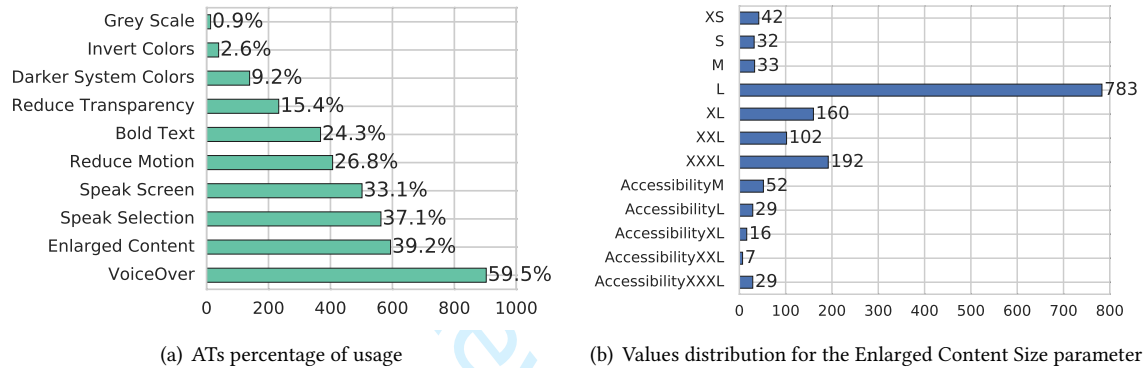 Grey Scale 0.9%
Invert Colors 2.6%
Darker System Colors 9.2%
Reduce Transparency 15.4%
Bold Text 24.3%
Reduce Motion 26.8%
Speak Screen 33.1%
Speak Selection 37.1%
Enlarged Content 39.2%
VoiceOver 59.5%
0 200 400 600 800 1000
(a) ATs percentage of usage
XS 42
S 32
M 33
L 783
XL 160
XXL 102
XXXL 192
AccessibilityM 52
AccessibilityL 29
AccessibilityXL 16
AccessibilityXXL 7
AccessibilityXXXL 29
0 100 200 300 400 500 600 700 800
(b) Values distribution for the Enlarged Content Size parameter